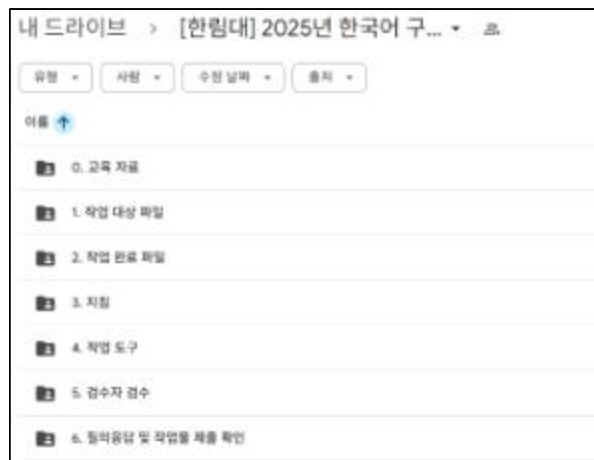 내 드라이브 > [한림대] 2025년 한국어 구...
유형 사람 수정 날짜 출처
이름
0. 교육 자료
1. 작업 대상 파일
2. 작업 완료 파일
3. 지침
4. 작업 도구
5. 검수자 검수
6. 질의응답 및 작업물 제출 확인